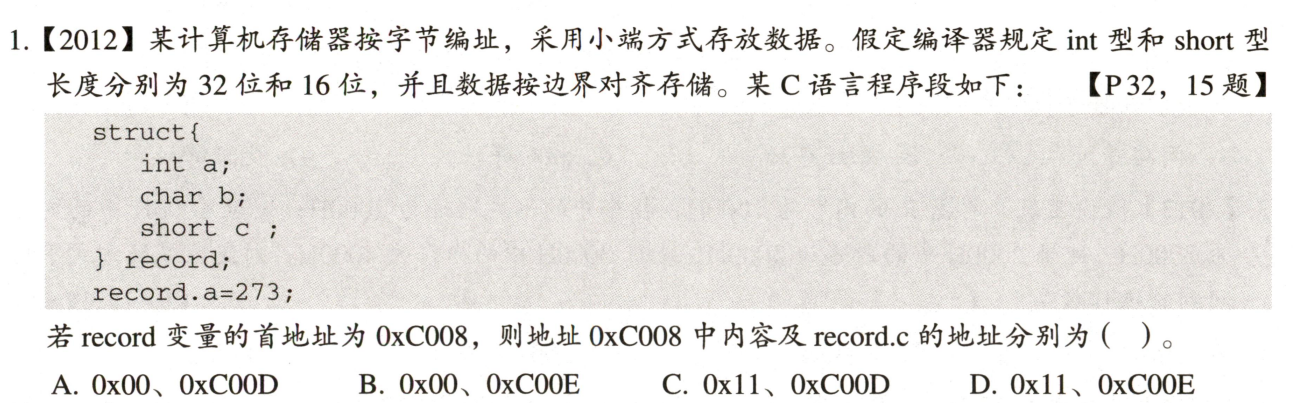 1.【2012】某计算机存储器按字节编址，采用小端方式存放数据。假定编译器规定 int 型和 short 型
长度分别为 32 位和 16 位，并且数据按边界对齐存储。某 C 语言程序段如下： 【P32，15 题】
struct{
int a;
char b;
short c ;
} record;
record.a=273;
若 record 变量的首地址为 0xC008，则地址 0xC008 中内容及 record.c 的地址分别为（ ）。
A. 0x00、0xC00D B. 0x00、0xC00E C. 0x11、0xC00D D. 0x11、0xC00E